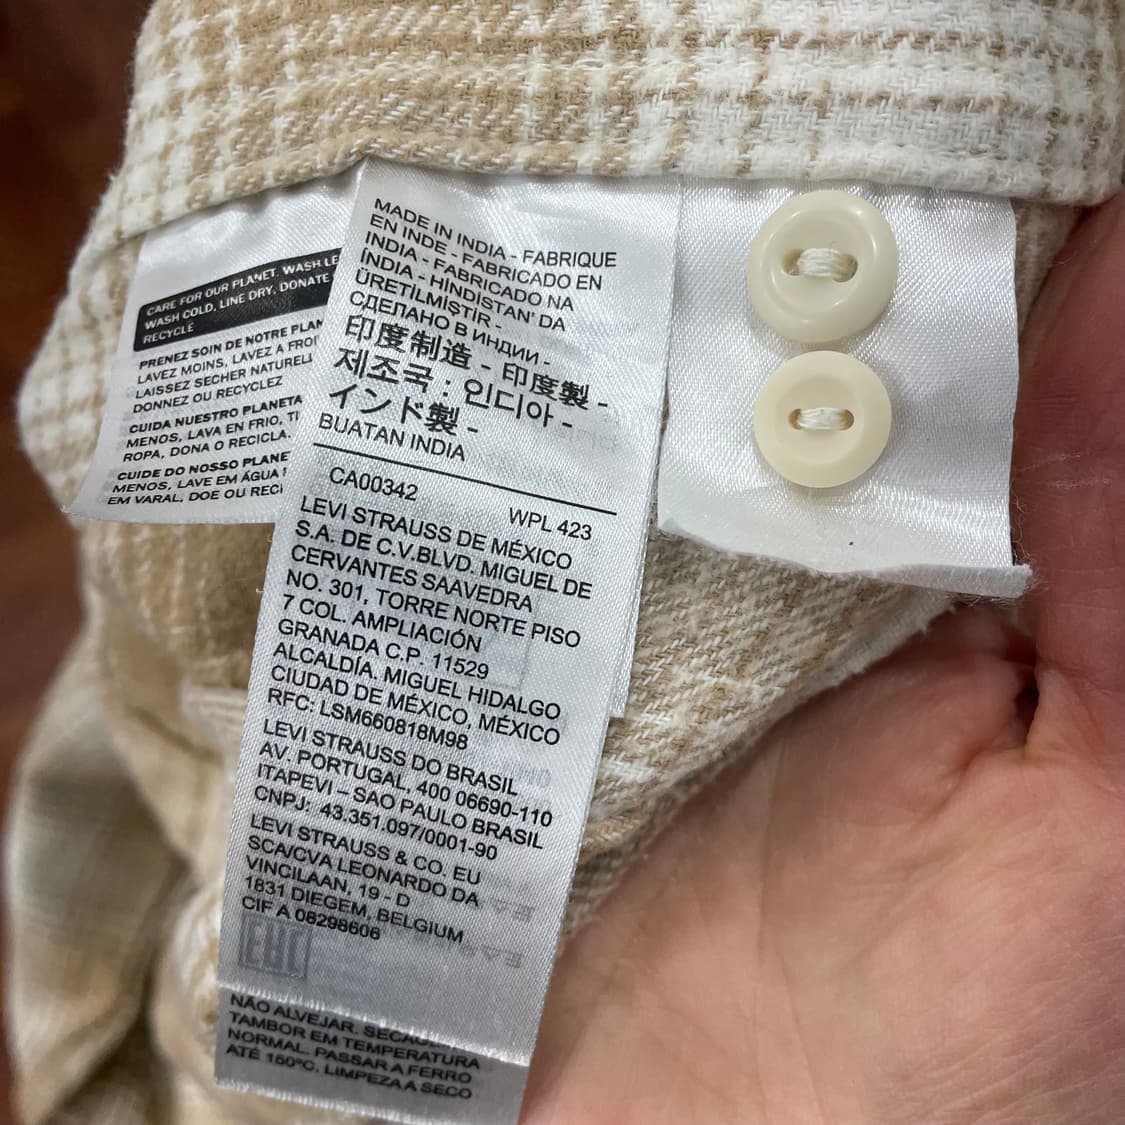 CARE FOR OUR PLANET. WASH LE
WASH COLD, LINE DRY, DONATE
RECYCLE
PRENEZ SOIN DE NOTRE PLAN
LAVEZ MOINS, LAVEZ A FROI
LAISSEZ SECHER NATURELL
DONNEZ OU RECYCLEZ
CUIDA NUESTRO PLANETA
MENOS, LAVA EN FRIO, TI
ROPA, DONA O RECICLA.
CUIDE DO NOSSO PLANE
MENOS, LAVE EM ÁGUA
EM VARAL, DOE OU RECI
MADE IN INDIA - FABRIQUE
EN INDE - FABRICADO EN
INDIA - FABRICADO NA
ÍNDIA - HİNDİSTAN' DA
ÜRETİLMİŞTİR -
СДЕЛАНО В ИНДИИ -
印度制造 - 印度製 -
제조국 : 인디아 -
インド製 -
BUATAN INDIA
CA00342 WPL 423
LEVI STRAUSS DE MÉXICO
S.A. DE C.V.BLVD. MIGUEL DE
CERVANTES SAAVEDRA
NO. 301, TORRE NORTE PISO
7 COL. AMPLIACIÓN
GRANADA C.P. 11529
ALCALDÍA. MIGUEL HIDALGO
CIUDAD DE MÉXICO, MÉXICO
RFC: LSM660818M98
LEVI STRAUSS DO BRASIL
AV. PORTUGAL, 400 06690-110
ITAPEVI – SAO PAULO BRASIL
CNPJ: 43.351.097/0001-90
LEVI STRAUSS & CO. EU
SCA/CVA LEONARDO DA
VINCILAAN, 19 - D
1831 DIEGEM, BELGIUM
CIF A 08298606
NÃO ALVEJAR.
TAMBOR EM TEMPERATURA
NORMAL. PASSAR A FERRO
ATÉ 150ºC. LIMPEZA A SECO